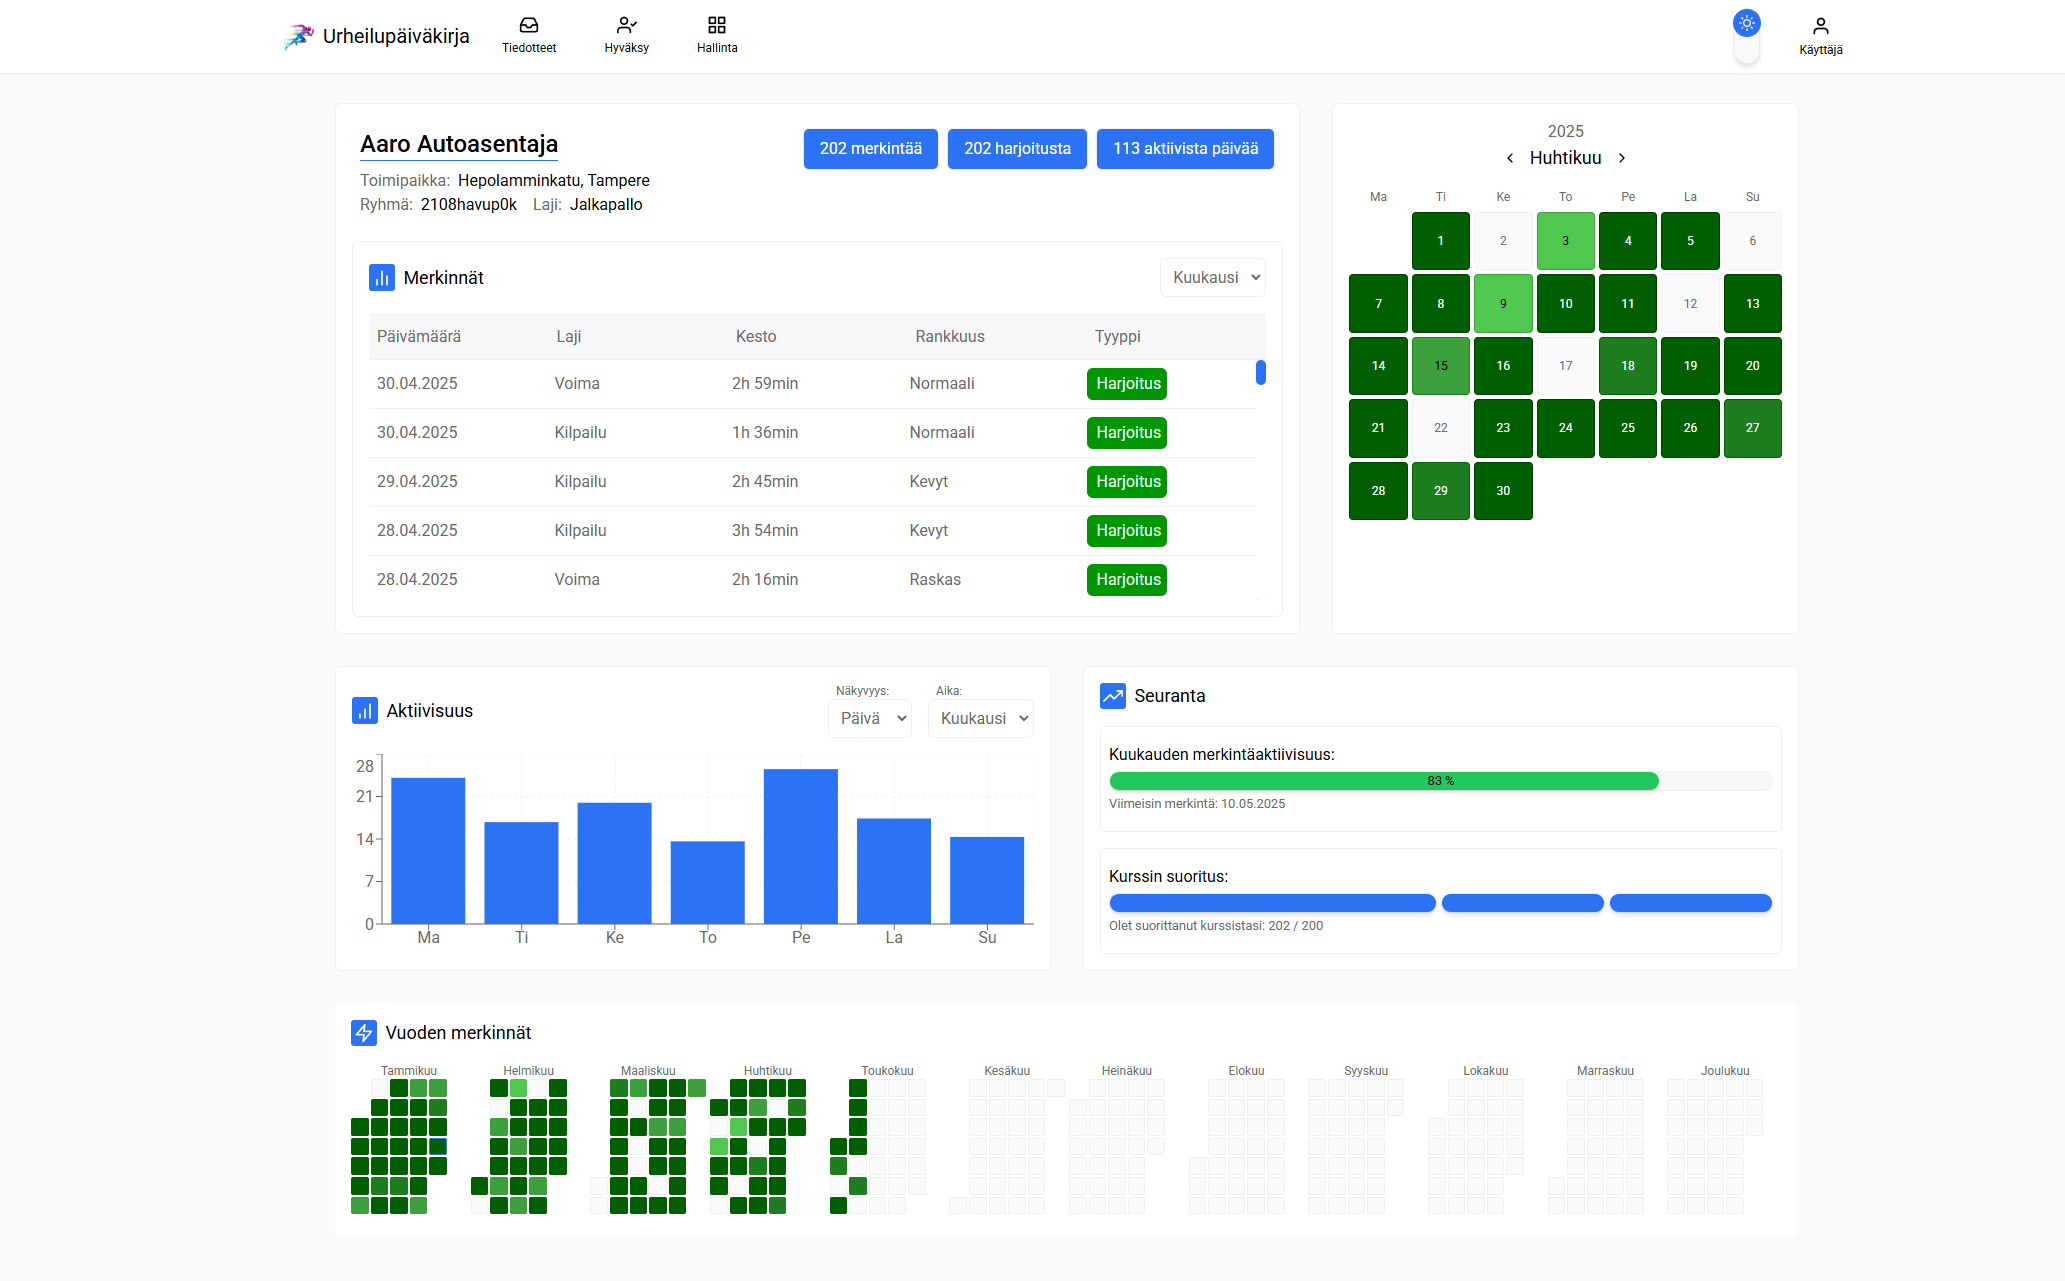 Urheilupäiväkirja
Tiedotteet
Hyväksy
Hallinta
Käyttäjä
Aaro Autoasentaja
202 merkintää
202 harjoitusta
113 aktiivista päivää
Toimipaikka: Hepolamminkatu, Tampere
Ryhmä: 2108havup0k Laji: Jalkapallo
Merkinnät
Kuukausi
Päivämäärä Laji Kesto Rankkuus Tyyppi
30.04.2025 Voima 2h 59min Normaali Harjoitus
30.04.2025 Kilpailu 1h 36min Normaali Harjoitus
29.04.2025 Kilpailu 2h 45min Kevyt Harjoitus
28.04.2025 Kilpailu 3h 54min Kevyt Harjoitus
28.04.2025 Voima 2h 16min Raskas Harjoitus
2025
Huhtikuu
Ma Ti Ke To Pe La Su
1 2 3 4 5 6
7 8 9 10 11 12 13
14 15 16 17 18 19 20
21 22 23 24 25 26 27
28 29 30
Aktiivisuus
Näkyvyys:
Päivä
Aika:
Kuukausi
28
21
14
7
0
Ma Ti Ke To Pe La Su
Seuranta
Kuukauden merkintäaktiivisuus:
83 %
Viimeisin merkintä: 10.05.2025
Kurssin suoritus:
Olet suorittanut kurssistasi: 202 / 200
Vuoden merkinnät
Tammikuu Helmikuu Maaliskuu Huhtikuu Toukokuu Kesäkuu Heinäkuu Elokuu Syyskuu Lokakuu Marraskuu Joulukuu